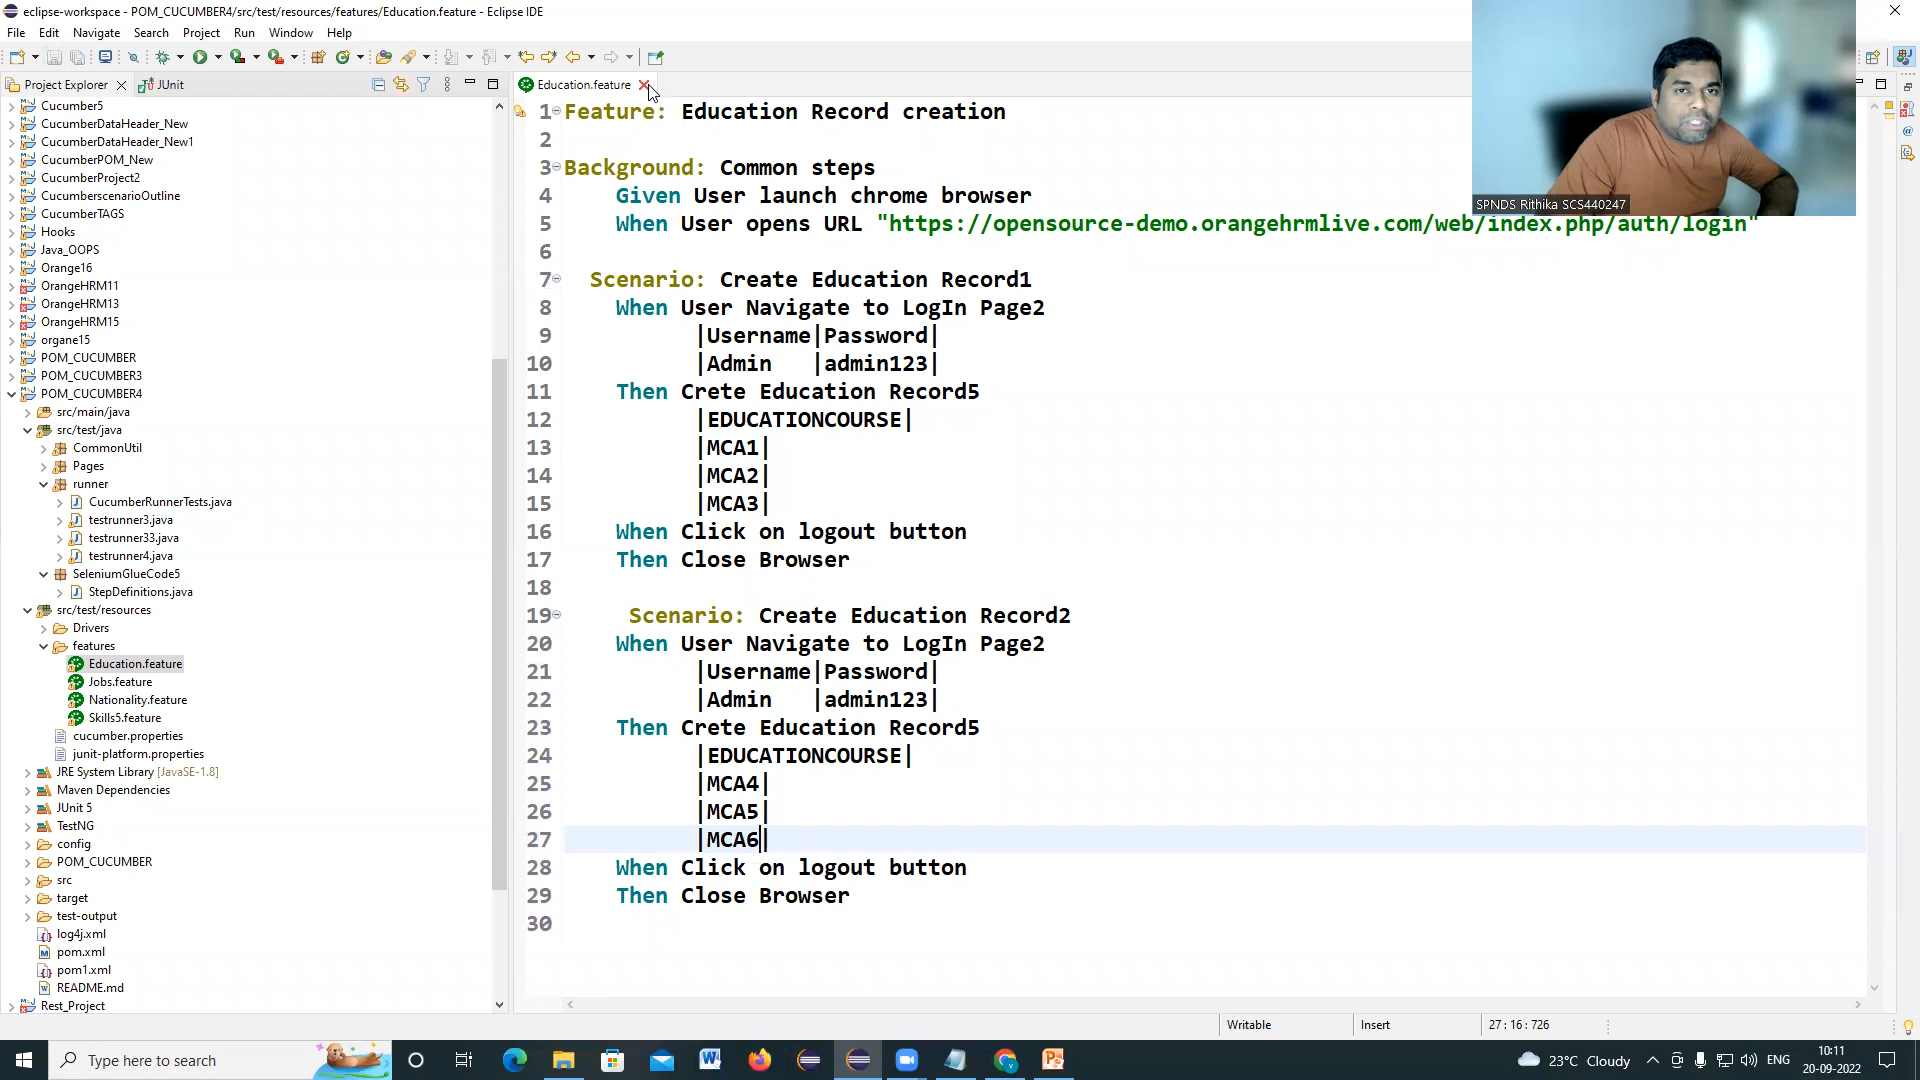 eclipse-workspace - POM_CUCUMBER4/src/test/resources/features/Education.feature - Eclipse IDE
File Edit Navigate Search Project Run Window Help
Project Explorer JUnit
Cucumber5
CucumberDataHeader_New
CucumberDataHeader_New1
CucumberPOM_New
CucumberProject2
CucumberscenarioOutline
CucumberTAGS
Hooks
Java_OOPS
Orange16
OrangeHRM11
OrangeHRM13
OrangeHRM15
organe15
POM_CUCUMBER
POM_CUCUMBER3
POM_CUCUMBER4
src/main/java
src/test/java
CommonUtil
Pages
runner
CucumberRunnerTests.java
testrunner3.java
testrunner33.java
testrunner4.java
SeleniumGlueCode5
StepDefinitions.java
src/test/resources
Drivers
features
Education.feature
Jobs.feature
Nationality.feature
Skills5.feature
cucumber.properties
junit-platform.properties
JRE System Library [JavaSE-1.8]
Maven Dependencies
JUnit 5
TestNG
config
POM_CUCUMBER
src
target
test-output
log4j.xml
pom.xml
pom1.xml
README.md
Rest_Project
Education.feature
1 Feature: Education Record creation
2
3 Background: Common steps
4 Given User launch chrome browser
5 When User opens URL "https://opensource-demo.orangehrmlive.com/web/index.php/auth/login"
6
7 Scenario: Create Education Record1
8 When User Navigate to LogIn Page2
9 |Username|Password|
10 |Admin |admin123|
11 Then Crete Education Record5
12 |EDUCATIONCOURSE|
13 |MCA1|
14 |MCA2|
15 |MCA3|
16 When Click on logout button
17 Then Close Browser
18
19 Scenario: Create Education Record2
20 When User Navigate to LogIn Page2
21 |Username|Password|
22 |Admin |admin123|
23 Then Crete Education Record5
24 |EDUCATIONCOURSE|
25 |MCA4|
26 |MCA5|
27 |MCA6|
28 When Click on logout button
29 Then Close Browser
30
SPNDS Rithika SCS440247
Writable Insert 27 : 16 : 726
Type here to search
23°C Cloudy ENG
10:11
20-09-2022